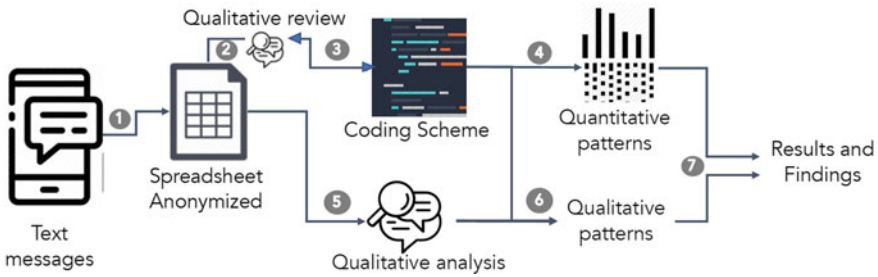 Qualitative review
2
3
4
1
Coding Scheme
Quantitative
patterns
7
Results and
Findings
Spreadsheet
Anonymized
5
6
Qualitative
patterns
Text
messages
Qualitative analysis